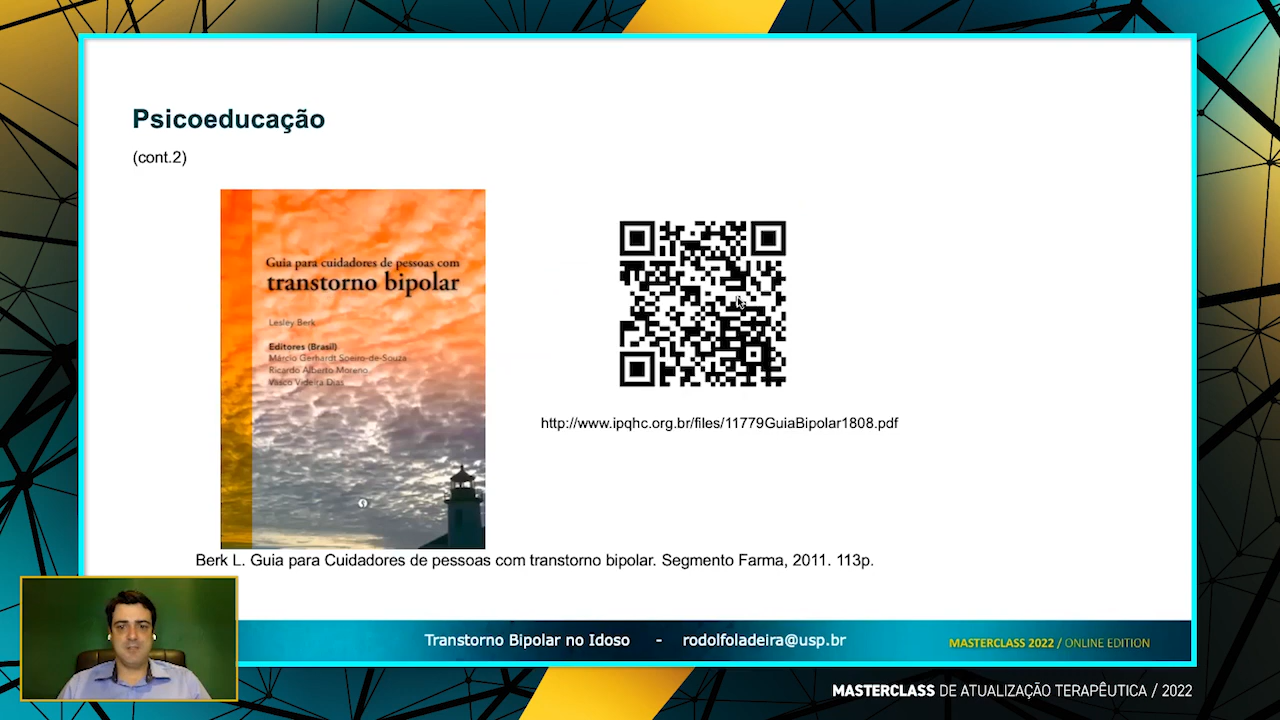 Psicoeducação
(cont.2)
Guia para cuidadores de pessoas com
transtorno bipolar
Lesley Berk
Editores (Brasil)
Márcio Gerhardt Soeiro-de-Souza
Ricardo Alberto Moreno
Vasco Videira Dias
http://www.ipqhc.org.br/files/11779GuiaBipolar1808.pdf
Berk L. Guia para Cuidadores de pessoas com transtorno bipolar. Segmento Farma, 2011. 113p.
Transtorno Bipolar no Idoso - rodolfoladeira@usp.br
MASTERCLASS 2022 / ONLINE EDITION
MASTERCLASS DE ATUALIZAÇÃO TERAPÊUTICA / 2022